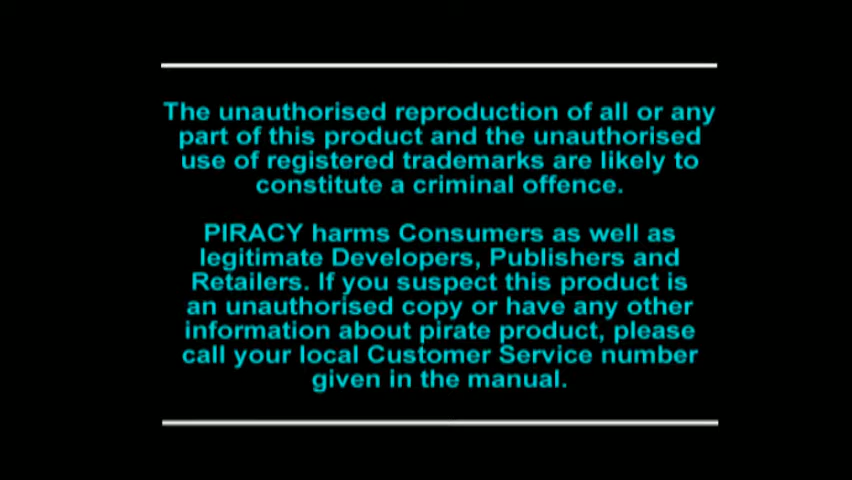 The unauthorised reproduction of all or any
part of this product and the unauthorised
use of registered trademarks are likely to
constitute a criminal offence.
PIRACY harms Consumers as well as
legitimate Developers, Publishers and
Retailers. If you suspect this product is
an unauthorised copy or have any other
information about pirate product, please
call your local Customer Service number
given in the manual.